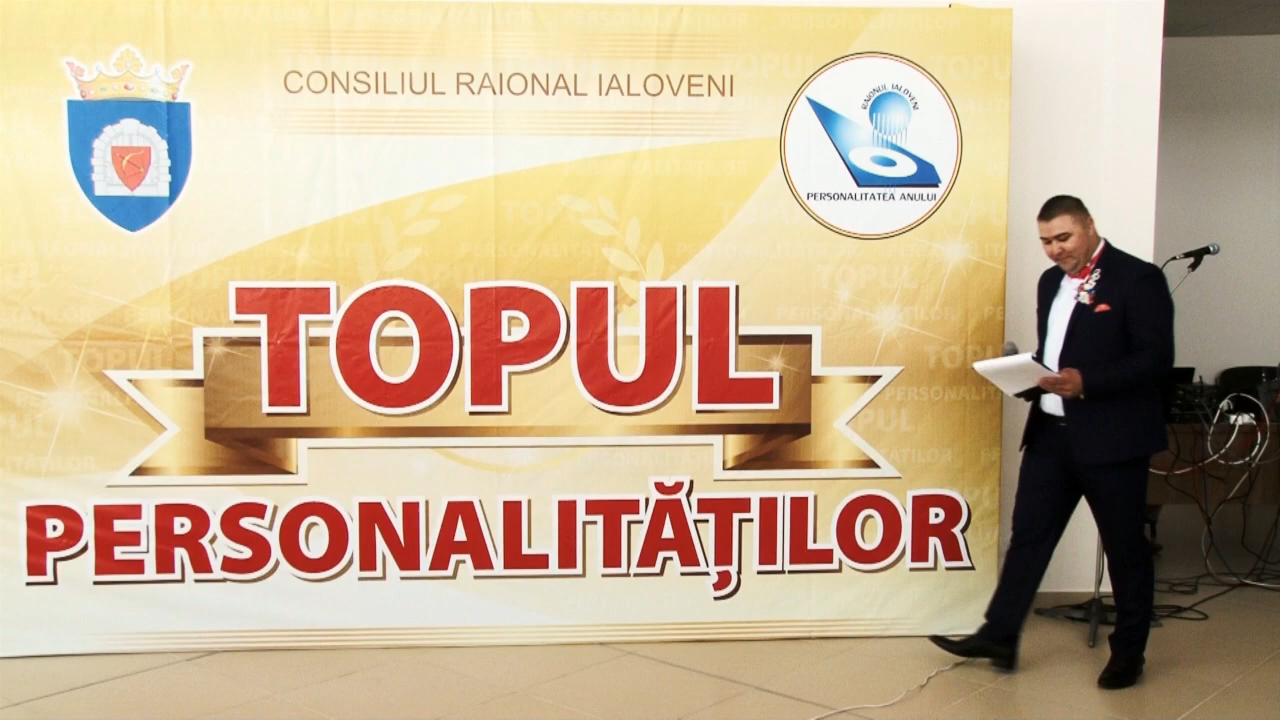 CONSILIUL RAIONAL IALOVENI
RAIONUL IALOVENI
PERSONALITATEA ANULUI
TOPUL
PERSONALITĂȚILOR